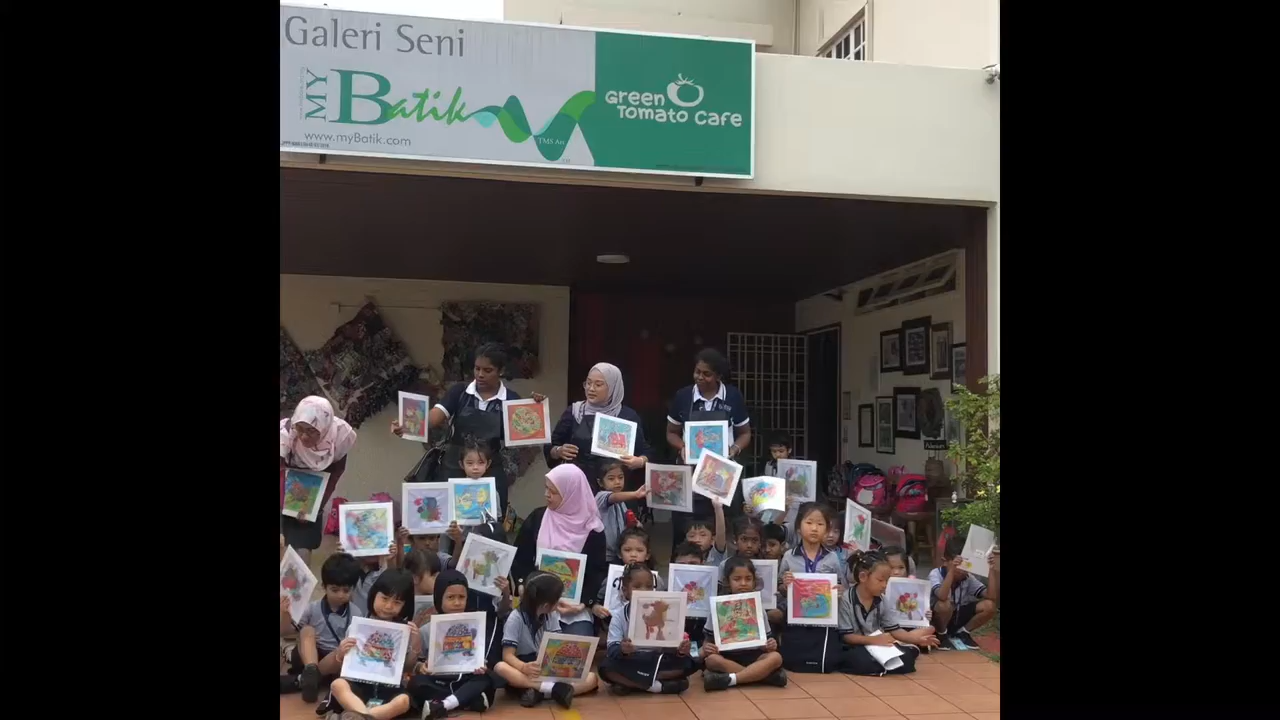 Galeri Seni
MY Batik
www.myBatik.com
TMS Art
Green
Tomato Cafe